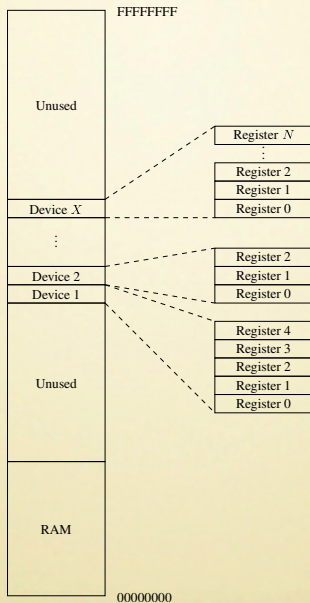 FFFFFFFF
Unused
Register N
⋮
Register 2
Register 1
Register 0
Device X
⋮
Register 2
Register 1
Register 0
Device 2
Device 1
Register 4
Register 3
Register 2
Register 1
Register 0
Unused
RAM
00000000